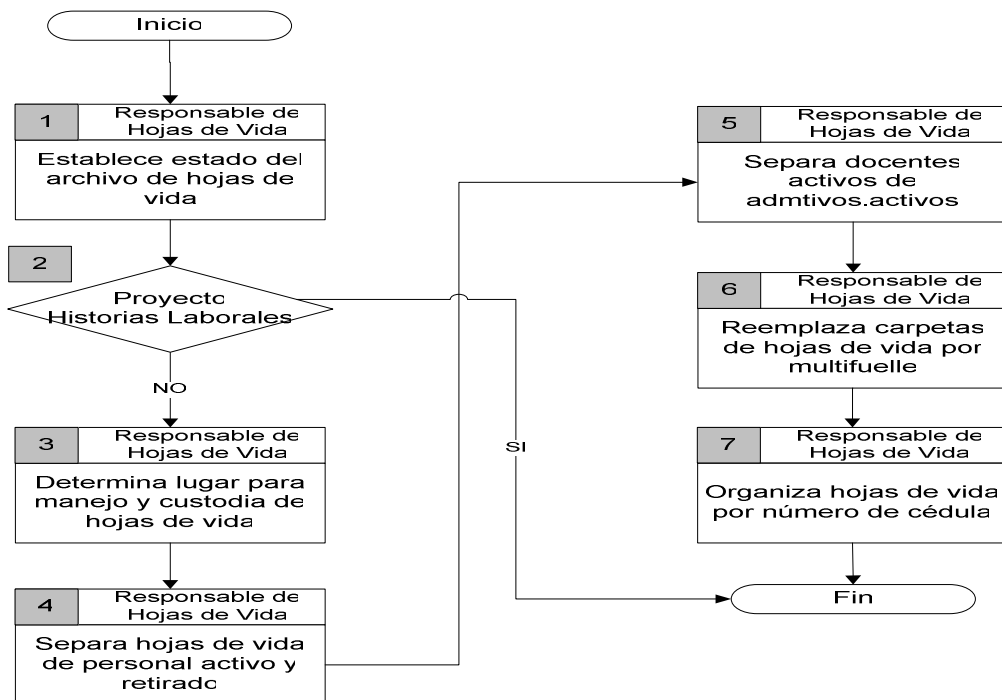 Inicio
1
Responsable de
Hojas de Vida
Establece estado del
archivo de hojas de
vida
2
Proyecto
Historias Laborales
NO
3
Responsable de
Hojas de Vida
Determina lugar para
manejo y custodia de
hojas de vida
4
Responsable de
Hojas de Vida
Separa hojas de vida
de personal activo y
retirado
SI
5
Responsable de
Hojas de Vida
Separa docentes
activos de
admtivos.activos
6
Responsable de
Hojas de Vida
Reemplaza carpetas
de hojas de vida por
multifuelle
7
Responsable de
Hojas de Vida
Organiza hojas de vida
por número de cédula
Fin